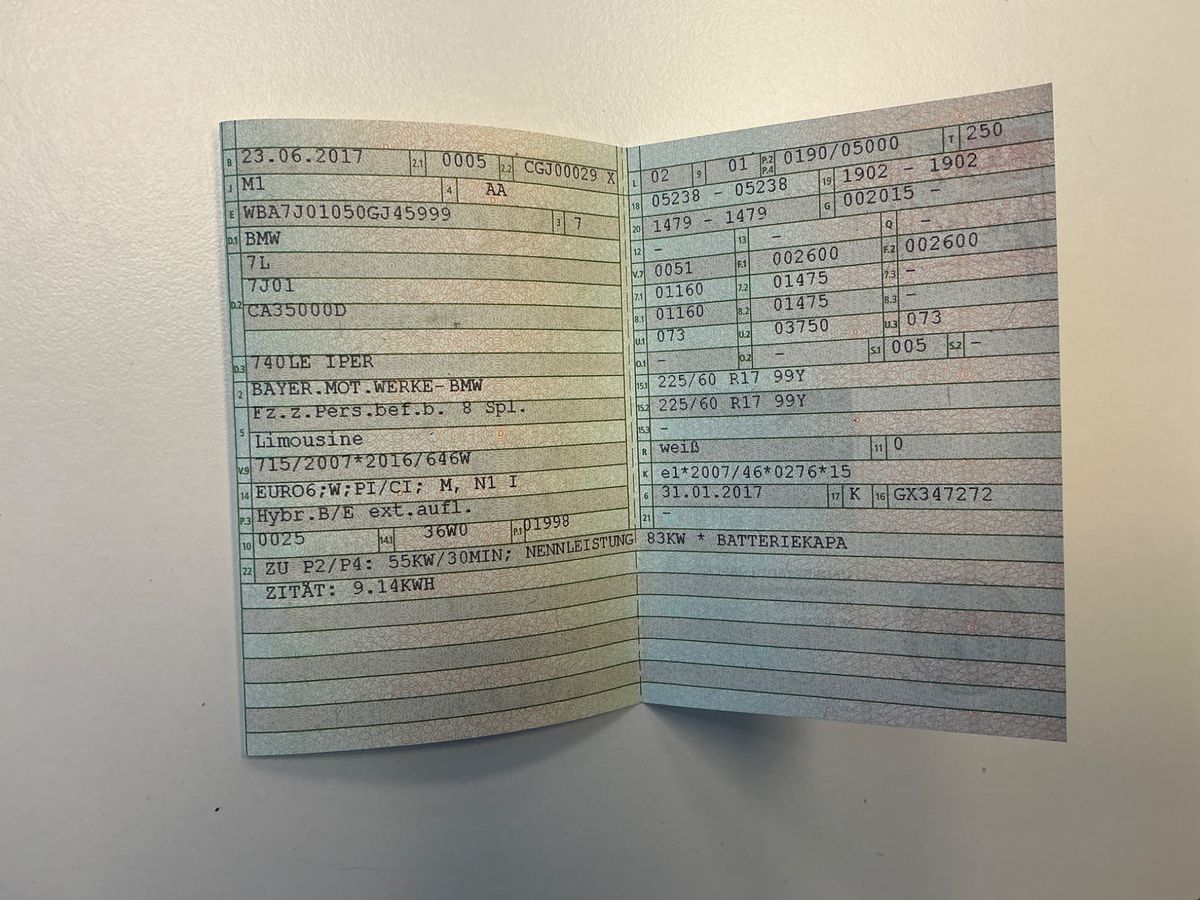 B 23.06.2017 2.1 0005 2.2 CGJ00029 X
J M1 4 AA
E WBA7J01050GJ45999 3 7
D.1 BMW
7L
D.2 7J01
CA35000D
D.3 740LE IPER
2 BAYER.MOT.WERKE-BMW
Fz.z.Pers.bef.b. 8 Spl.
5 Limousine
V.9 715/2007*2016/646W
14 EURO6;W;PI/CI; M, N1 I
P.3 Hybr.B/E ext.aufl.
10 0025 14.1 36W0 P.1 01998
22 ZU P2/P4: 55KW/30MIN; NENNLEISTUNG 83KW * BATTERIEKAPA
ZITÄT: 9.14KWH
L 02 9 01 P.2 P.4 0190/05000 T 250
18 05238 - 05238 19 1902 - 1902
20 1479 - 1479 G 002015 -
12 - 13 - Q -
V.7 0051 F.1 002600 F.2 002600
7.1 01160 7.2 01475 7.3 -
8.1 01160 8.2 01475 8.3 -
U.1 073 U.2 03750 U.3 073
O.1 - O.2 - S.1 005 S.2 -
15.1 225/60 R17 99Y
15.2 225/60 R17 99Y
15.3 -
R weiß 11 0
K e1*2007/46*0276*15
6 31.01.2017 17 K 16 GX347272
21 -